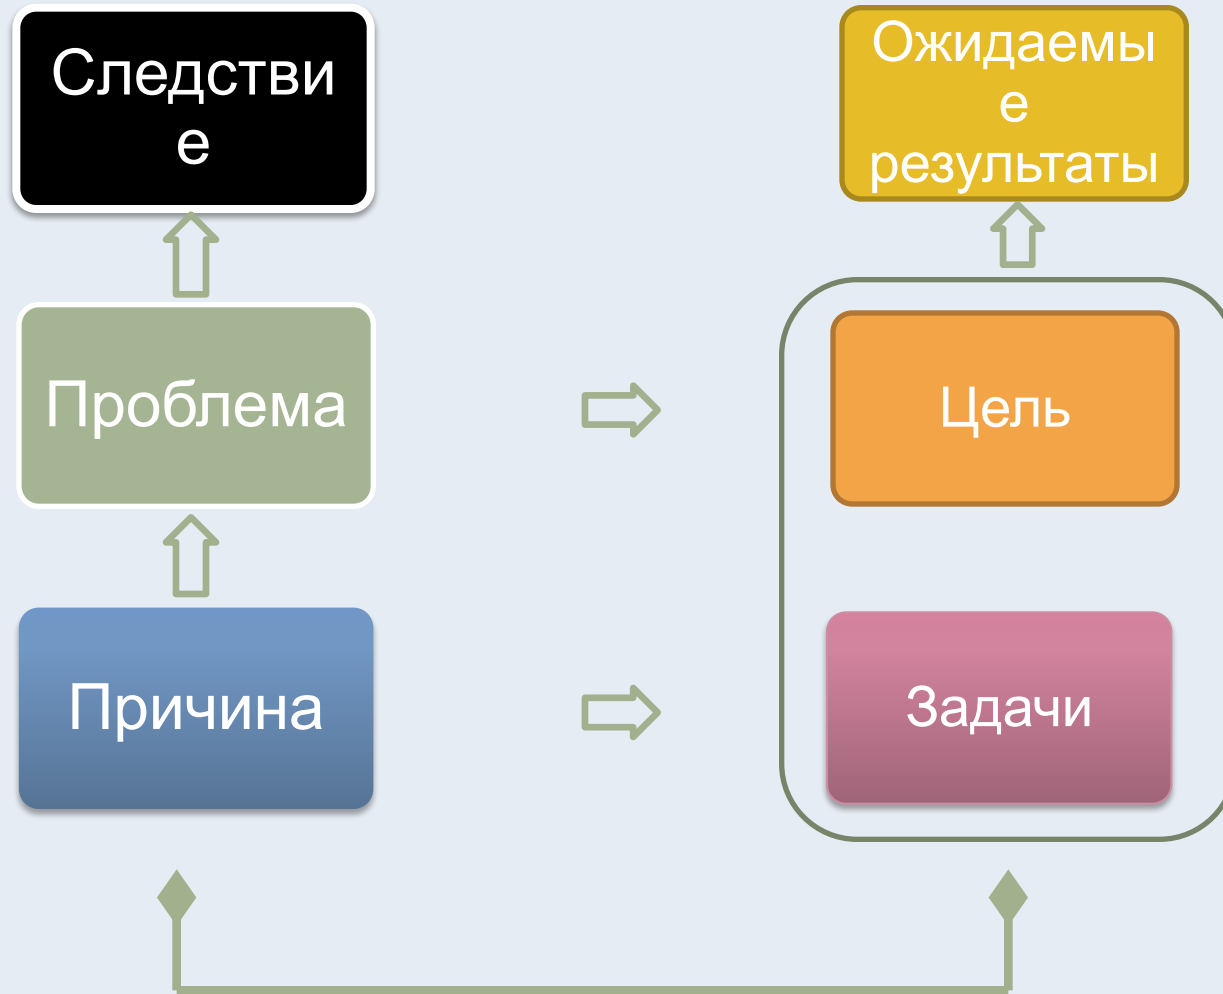 Следстви
е
Ожидаемы
е
результаты
Проблема
Цель
Причина
Задачи